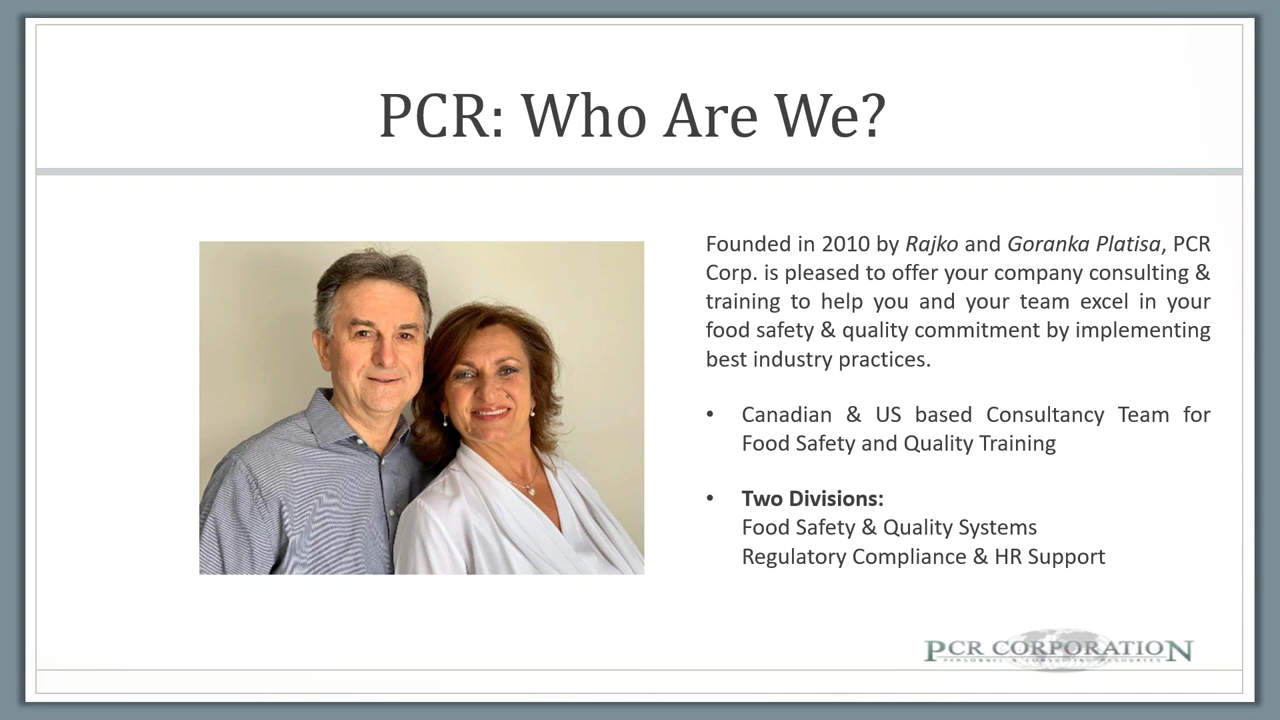 PCR: Who Are We?
Founded in 2010 by Rajko and Goranka Platisa, PCR
Corp. is pleased to offer your company consulting &
training to help you and your team excel in your
food safety & quality commitment by implementing
best industry practices.
• Canadian & US based Consultancy Team for
Food Safety and Quality Training
• Two Divisions:
Food Safety & Quality Systems
Regulatory Compliance & HR Support
PCR CORPORATION
PERSONNEL & CONSULTING RESOURCES